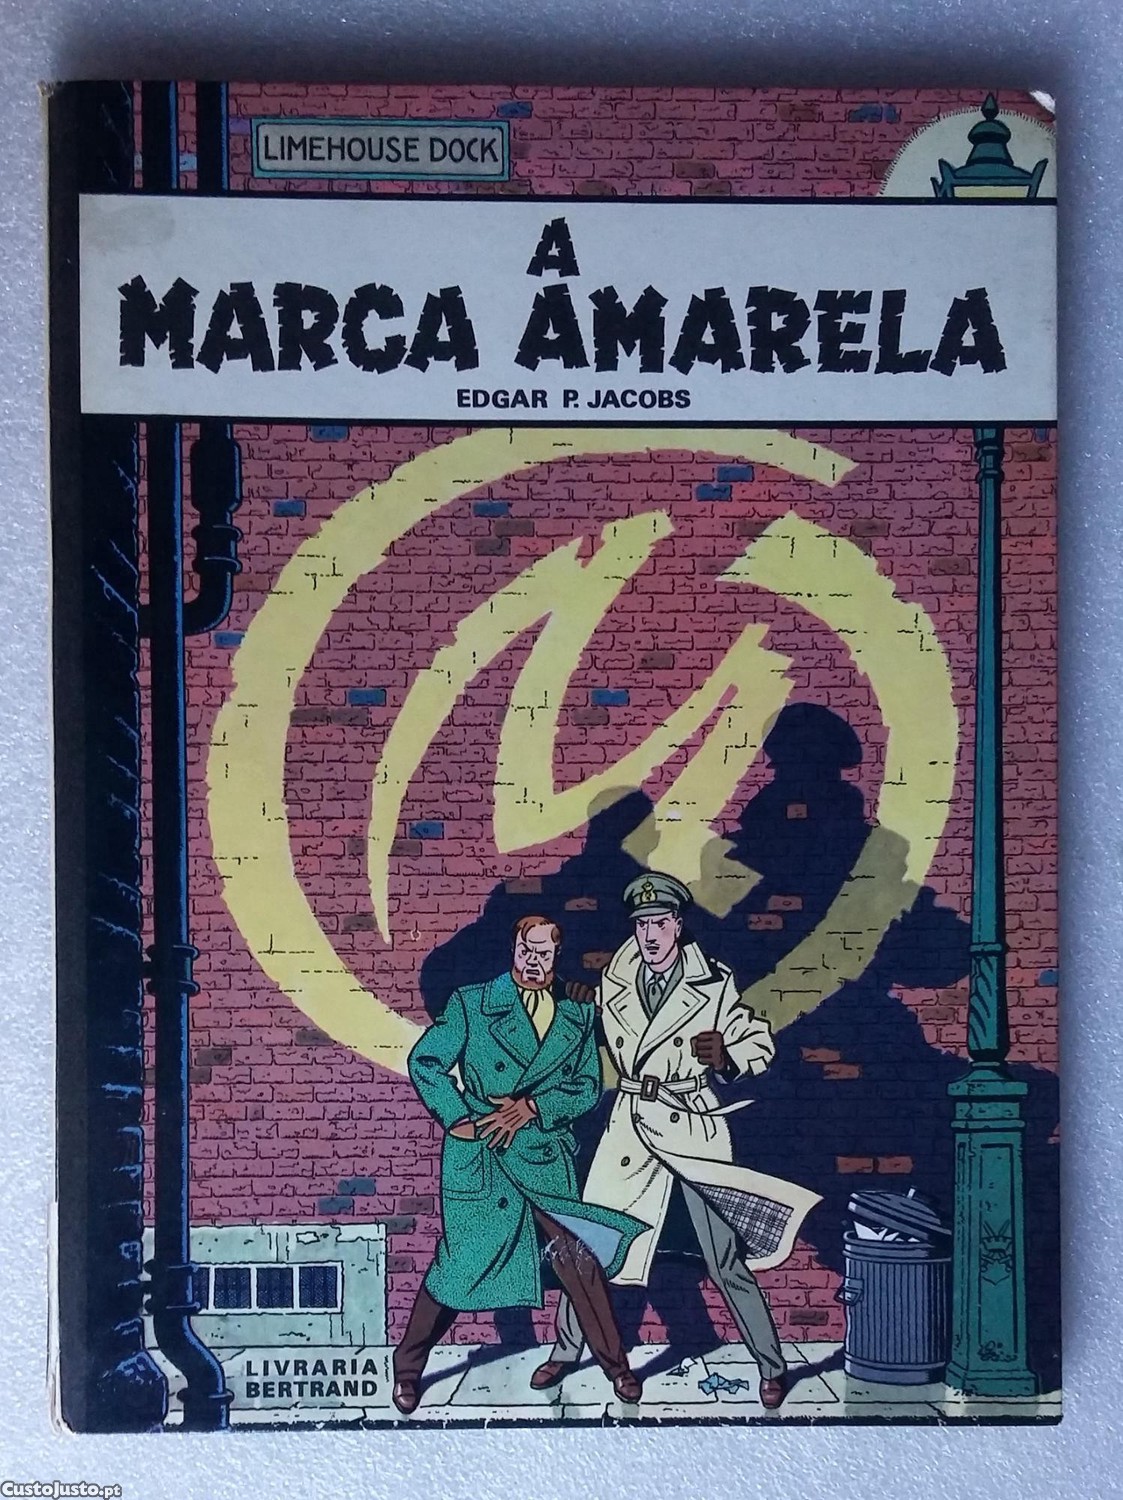 LIMEHOUSE DOCK
A
MARCA AMARELA
EDGAR P. JACOBS
LIVRARIA
BERTRAND
CustoJusto.pt